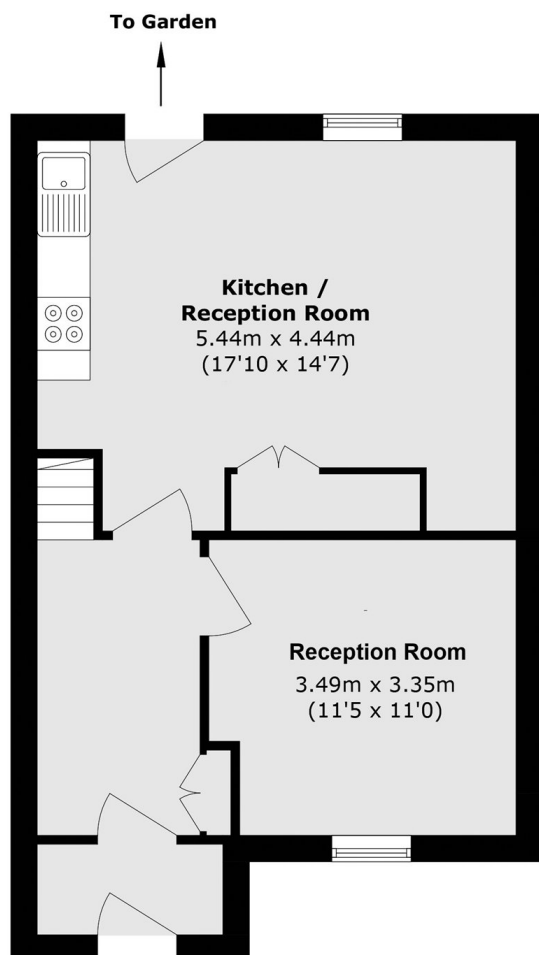 To Garden
Kitchen /
Reception Room
5.44m x 4.44m
(17'10 x 14'7)
Reception Room
3.49m x 3.35m
(11'5 x 11'0)